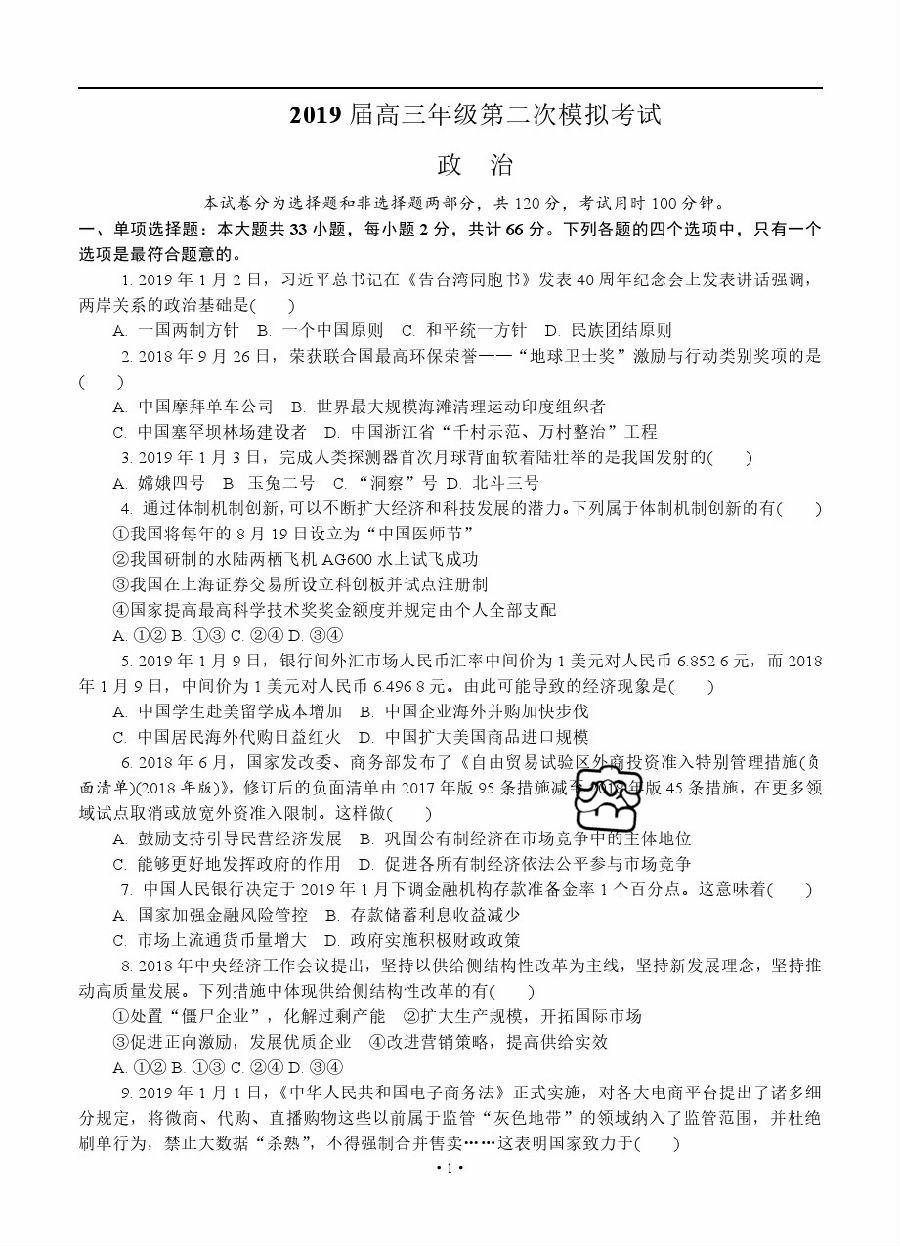 2019 届高三年级第二次模拟考试
政 治
本试卷分为选择题和非选择题两部分，共 120 分，考试月时 100 分钟。
一、单项选择题：本大题共 33 小题，每小题 2 分，共计 66 分。下列各题的四个选项中，只有一个
选项是最符合题意的。
1. 2019 年 1 月 2 日，习近平总书记在《告台湾同胞书》发表 40 周年纪念会上发表讲话强调，
两岸关系的政治基础是( )
A. 一国两制方针 B. 一个中国原则 C. 和平统一方针 D. 民族团结原则
2. 2018 年 9 月 26 日，荣获联合国最高环保荣誉——“地球卫士奖”激励与行动类别奖项的是
( )
A. 中国摩拜单车公司 B. 世界最大规模海滩清理运动印度组织者
C. 中国塞罕坝林场建设者 D. 中国浙江省“千村示范、万村整治”工程
3. 2019 年 1 月 3 日，完成人类探测器首次月球背面软着陆壮举的是我国发射的( )
A. 嫦娥四号 B 玉兔二号 C. “洞察”号 D. 北斗三号
4. 通过体制机制创新，可以不断扩大经济和科技发展的潜力。下列属于体制机制创新的有( )
①我国将每年的 8 月 19 日设立为“中国医师节”
②我国研制的水陆两栖飞机 AG600 水上试飞成功
③我国在上海证券交易所设立科创板并试点注册制
④国家提高最高科学技术奖奖金额度并规定由个人全部支配
A. ①② B. ①③ C. ②④ D. ③④
5. 2019 年 1 月 9 日，银行间外汇市场人民币汇率中间价为 1 美元对人民币 6.852 6 元，而 2018
年 1 月 9 日，中间价为 1 美元对人民币 6.496 8 元。由此可能导致的经济现象是( )
A. 中国学生赴美留学成本增加 B. 中国企业海外并购加快步伐
C. 中国居民海外代购日益红火 D. 中国扩大美国商品进口规模
6. 2018 年 6 月，国家发改委、商务部发布了《自由贸易试验区外商投资准入特别管理措施(负
面清单)(2018 年版)》，修订后的负面清单由 2017 年版 95 条措施减至 2018 年版 45 条措施，在更多领
域试点取消或放宽外资准入限制。这样做( )
A. 鼓励支持引导民营经济发展 B. 巩固公有制经济在市场竞争中的主体地位
C. 能够更好地发挥政府的作用 D. 促进各所有制经济依法公平参与市场竞争
7. 中国人民银行决定于 2019 年 1 月下调金融机构存款准备金率 1 个百分点。这意味着( )
A. 国家加强金融风险管控 B. 存款储蓄利息收益减少
C. 市场上流通货币量增大 D. 政府实施积极财政政策
8. 2018 年中央经济工作会议提出，坚持以供给侧结构性改革为主线，坚持新发展理念，坚持推
动高质量发展。下列措施中体现供给侧结构性改革的有( )
①处置“僵尸企业”，化解过剩产能 ②扩大生产规模，开拓国际市场
③促进正向激励，发展优质企业 ④改进营销策略，提高供给实效
A. ①② B. ①③ C. ②④ D. ③④
9. 2019 年 1 月 1 日，《中华人民共和国电子商务法》正式实施，对各大电商平台提出了诸多细
分规定，将微商、代购、直播购物这些以前属于监管“灰色地带”的领域纳入了监管范围，并杜绝
刷单行为，禁止大数据“杀熟”，不得强制合并售卖……这表明国家致力于( )
·1·